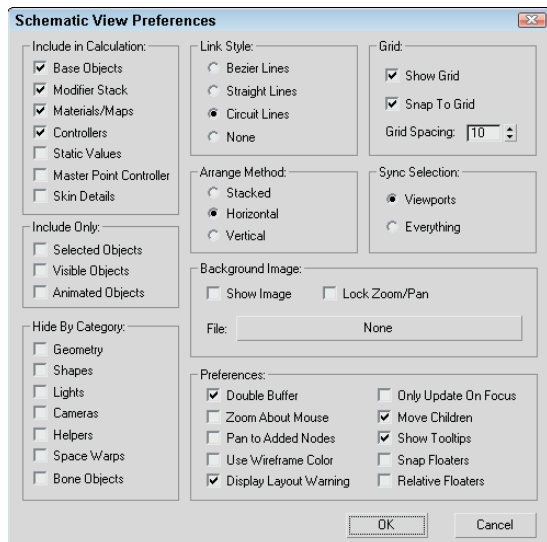 Schematic View Preferences
Include in Calculation:
Base Objects
Modifier Stack
Materials/Maps
Controllers
Static Values
Master Point Controller
Skin Details
Include Only:
Selected Objects
Visible Objects
Animated Objects
Hide By Category:
Geometry
Shapes
Lights
Cameras
Helpers
Space Warps
Bone Objects
Link Style:
Bezier Lines
Straight Lines
Circuit Lines
None
Arrange Method:
Stacked
Horizontal
Vertical
Grid:
Show Grid
Snap To Grid
Grid Spacing: 10
Sync Selection:
Viewports
Everything
Background Image:
Show Image Lock Zoom/Pan
File: None
Preferences:
Double Buffer
Zoom About Mouse
Pan to Added Nodes
Use Wireframe Color
Display Layout Warning
Only Update On Focus
Move Children
Show Tooltips
Snap Floaters
Relative Floaters
OK Cancel